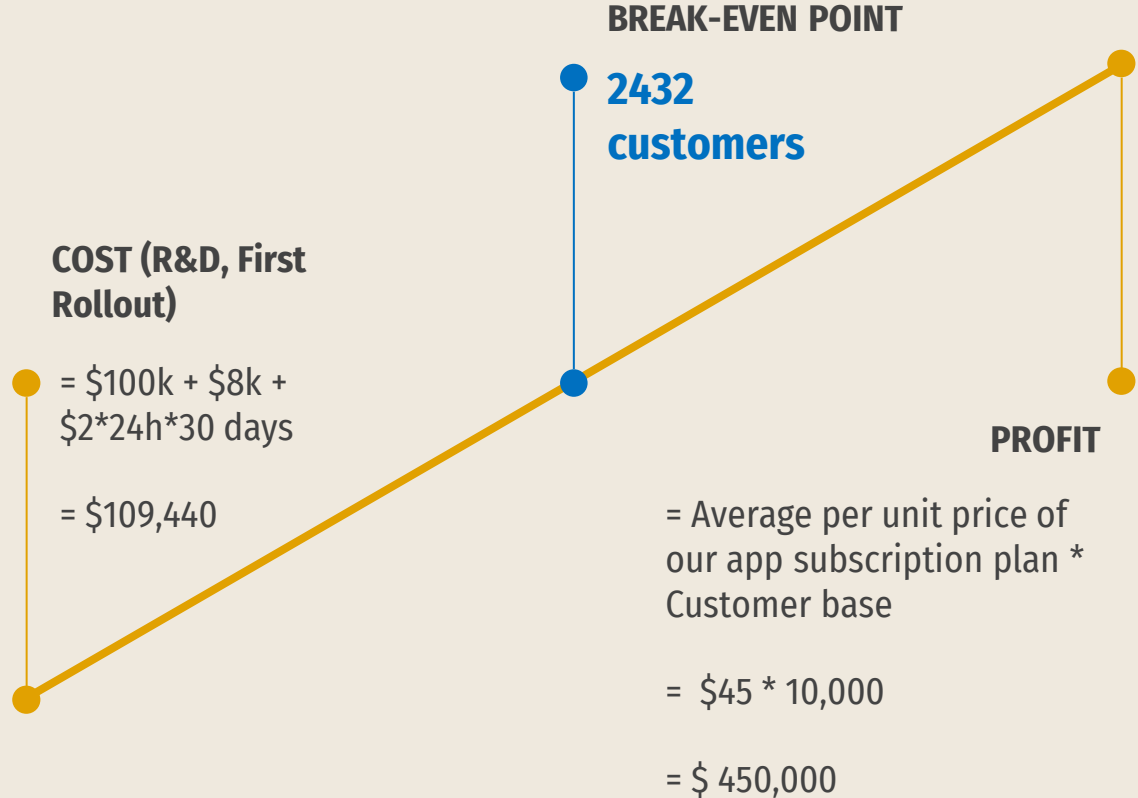 BREAK-EVEN POINT
2432
customers
COST (R&D, First
Rollout)
= $100k + $8k +
$2*24h*30 days
= $109,440
PROFIT
= Average per unit price of
our app subscription plan *
Customer base
= $45 * 10,000
= $ 450,000